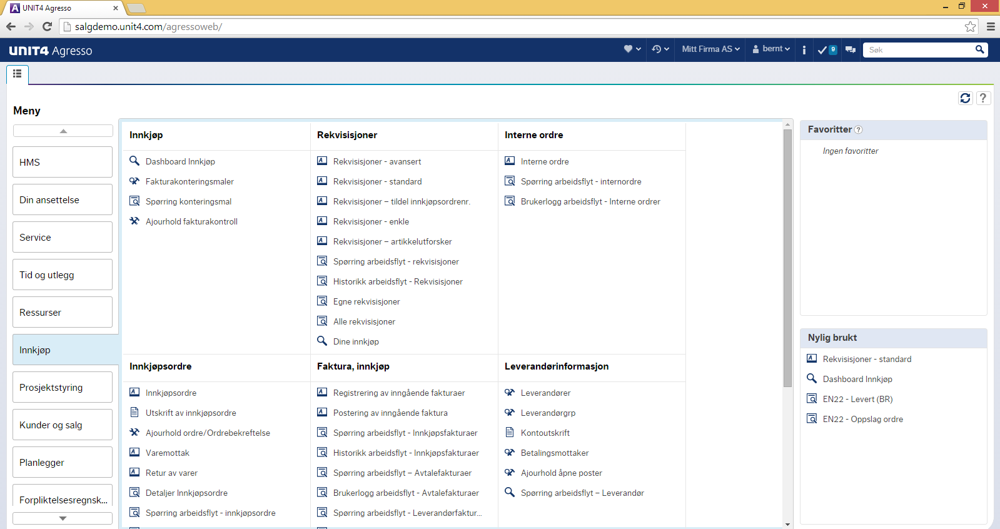 UNIT4 Agresso
salgdemo.unit4.com/agressoweb/
UNIT4 Agresso
Mitt Firma AS
bernt
9
Søk
Meny
HMS
Din ansettelse
Service
Tid og utlegg
Ressurser
Innkjøp
Prosjektstyring
Kunder og salg
Planlegger
Forpliktelsesregnsk...
Innkjøp
Dashboard Innkjøp
Fakturakonteringsmaler
Spørring konteringsmal
Ajourhold fakturakontroll
Rekvisisjoner
Rekvisisjoner - avansert
Rekvisisjoner - standard
Rekvisisjoner – tildel innkjøpsordrenr.
Rekvisisjoner - enkle
Rekvisisjoner – artikkelutforsker
Spørring arbeidsflyt - rekvisisjoner
Historikk arbeidsflyt - Rekvisisjoner
Egne rekvisisjoner
Alle rekvisisjoner
Dine innkjøp
Interne ordre
Interne ordre
Spørring arbeidsflyt - internordre
Brukerlogg arbeidsflyt - Interne ordrer
Innkjøpsordre
Innkjøpsordre
Utskrift av innkjøpsordre
Ajourhold ordre/Ordrebekreftelse
Varemottak
Retur av varer
Detaljer Innkjøpsordre
Spørring arbeidsflyt - innkjøpsordre
Faktura, innkjøp
Registrering av inngående fakturaer
Postering av inngående faktura
Spørring arbeidsflyt - Innkjøpsfakturaer
Historikk arbeidsflyt - Innkjøpsfakturaer
Spørring arbeidsflyt – Avtalefakturaer
Brukerlogg arbeidsflyt - Avtalefakturaer
Spørring arbeidsflyt - Leverandørfaktur...
Leverandørinformasjon
Leverandører
Leverandørgrp
Kontoutskrift
Betalingsmottaker
Ajourhold åpne poster
Spørring arbeidsflyt – Leverandør
?
Favoritter ?
Ingen favoritter
Nylig brukt
Rekvisisjoner - standard
Dashboard Innkjøp
EN22 - Levert (BR)
EN22 - Oppslag ordre